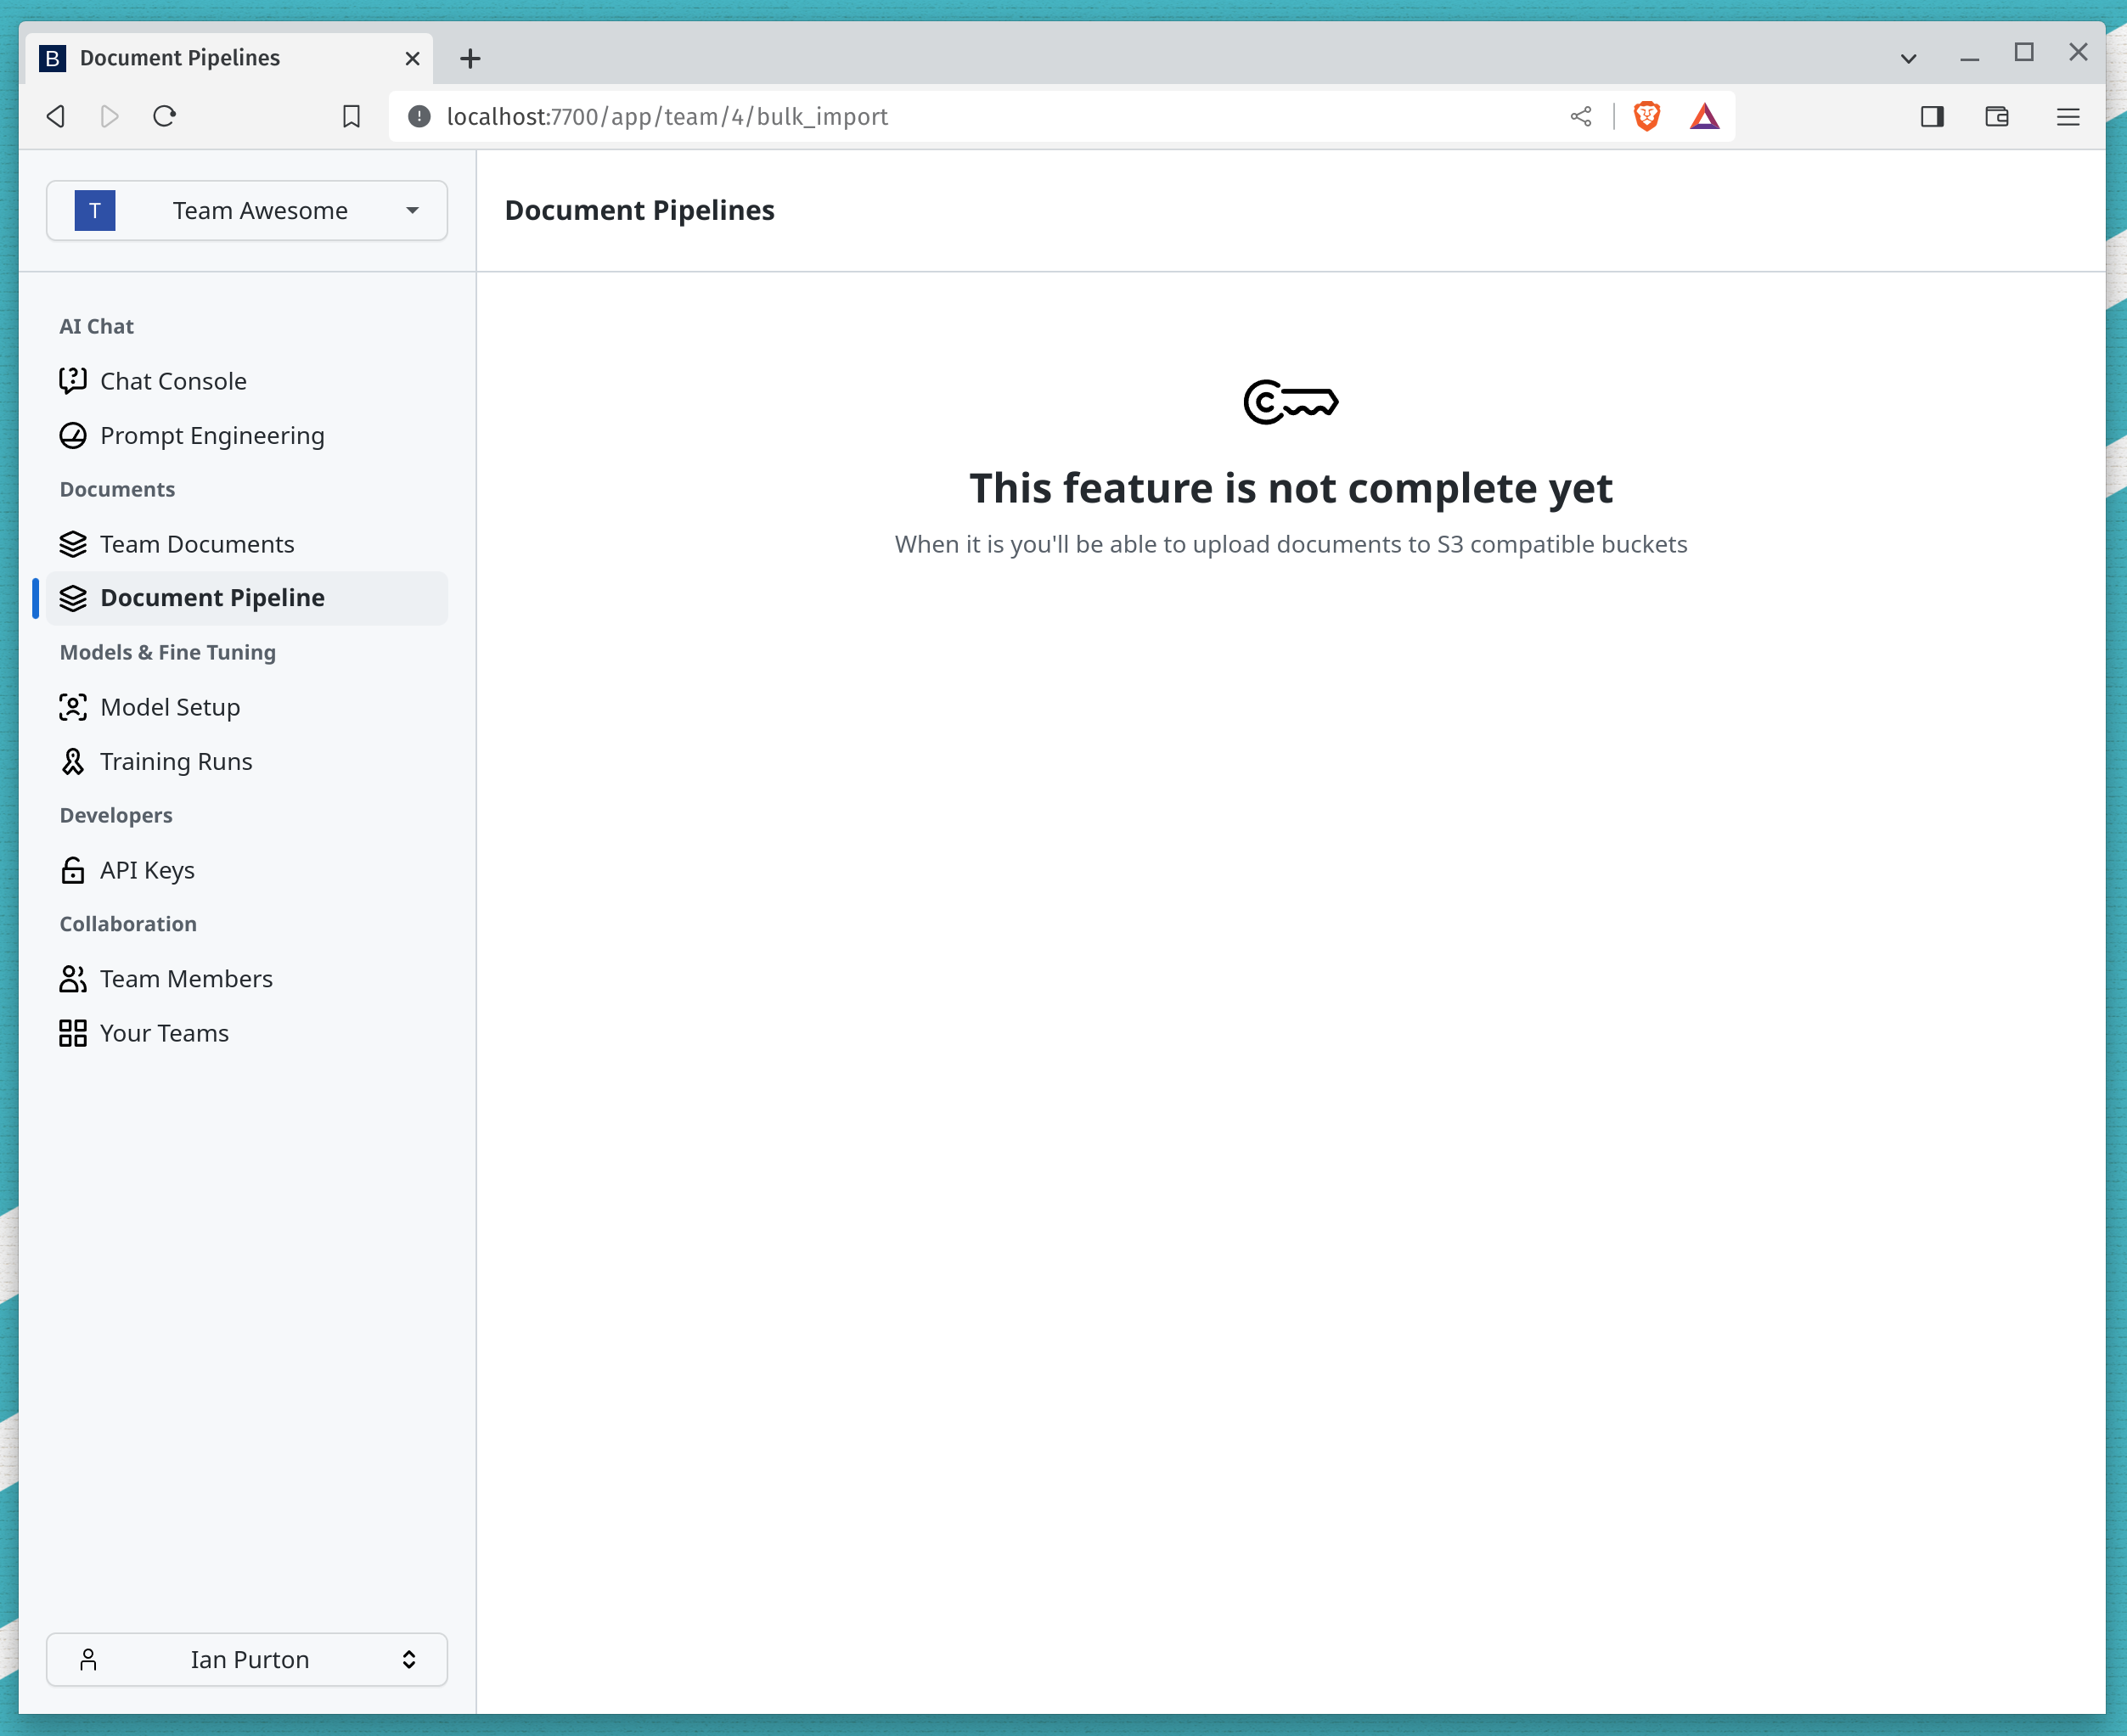 B Document Pipelines
localhost:7700/app/team/4/bulk_import
T Team Awesome
Document Pipelines
AI Chat
Chat Console
Prompt Engineering
Documents
Team Documents
Document Pipeline
Models & Fine Tuning
Model Setup
Training Runs
Developers
API Keys
Collaboration
Team Members
Your Teams
Ian Purton
This feature is not complete yet
When it is you'll be able to upload documents to S3 compatible buckets